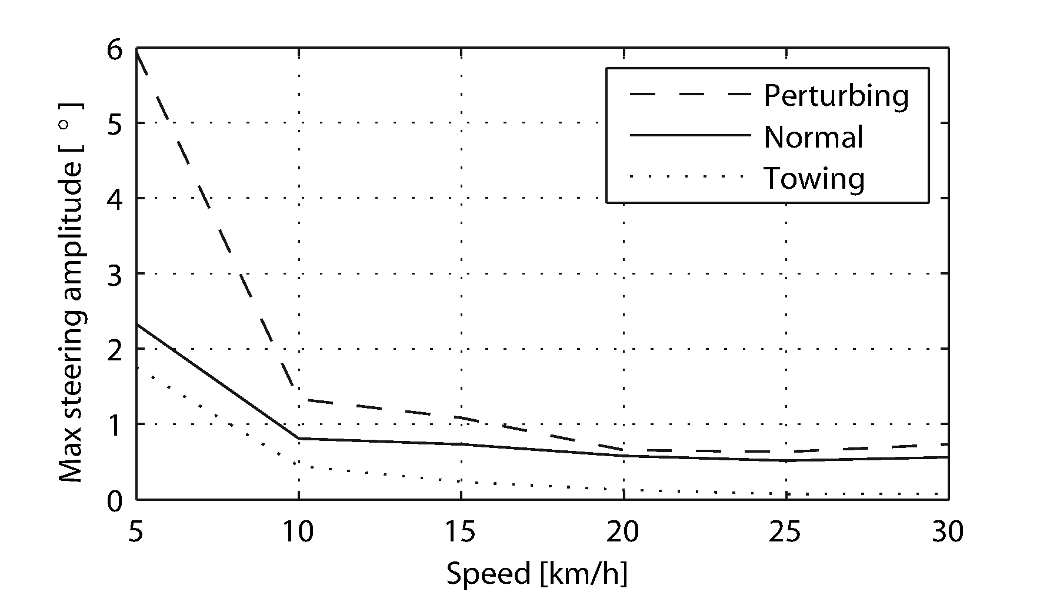 Max steering amplitude [ ° ]
6
5
4
3
2
1
0
Perturbing
Normal
Towing
5 10 15 20 25 30
Speed [km/h]